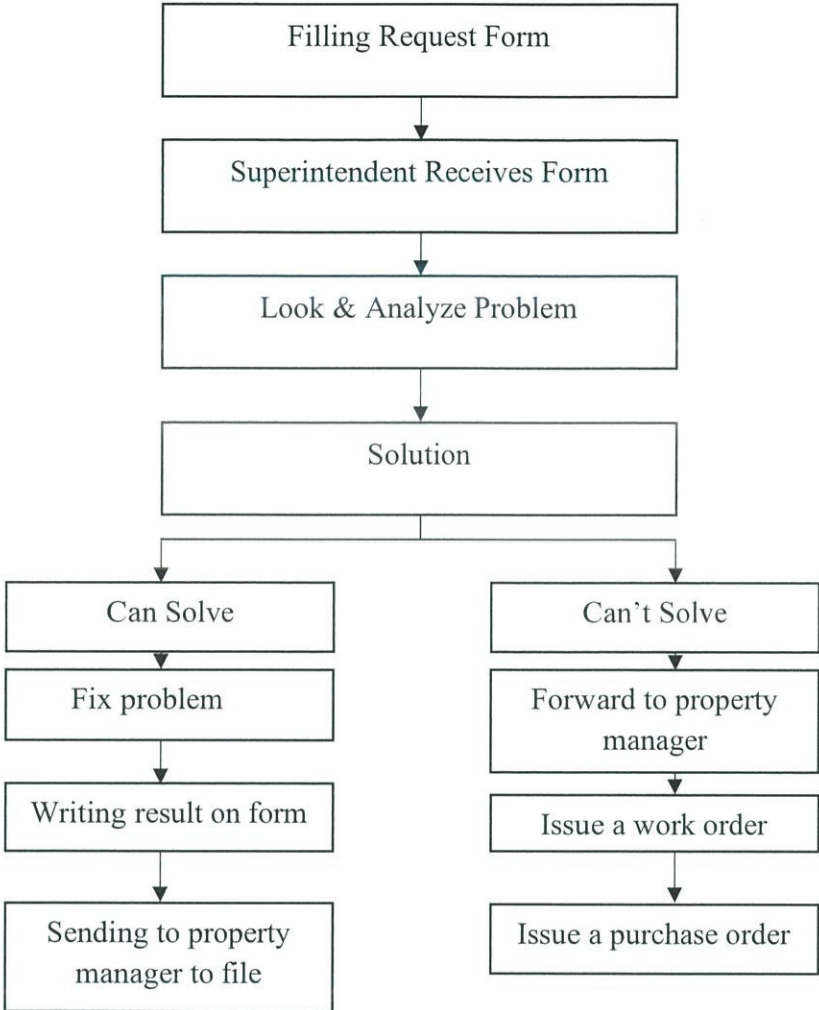 Filling Request Form
Superintendent Receives Form
Look & Analyze Problem
Solution
Can Solve
Can’t Solve
Fix problem
Forward to property
manager
Writing result on form
Issue a work order
Sending to property
manager to file
Issue a purchase order